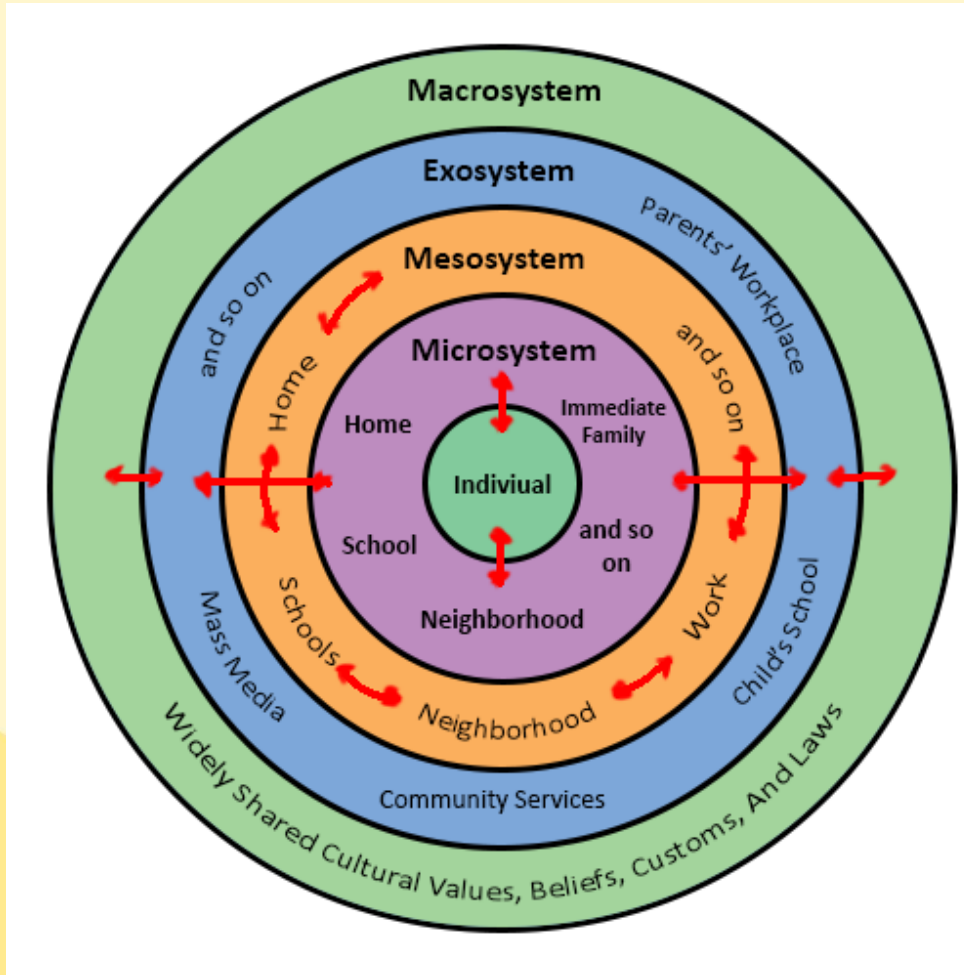 Macrosystem
Exosystem
Parents' Workplace
and so on
Mesosystem
Home
and so on
Microsystem
Home
Immediate
Family
Indiviual
School
and so
on
Neighborhood
Schools
Work
Neighborhood
Mass Media
Child's School
Community Services
Widely Shared Cultural Values, Beliefs, Customs, And Laws